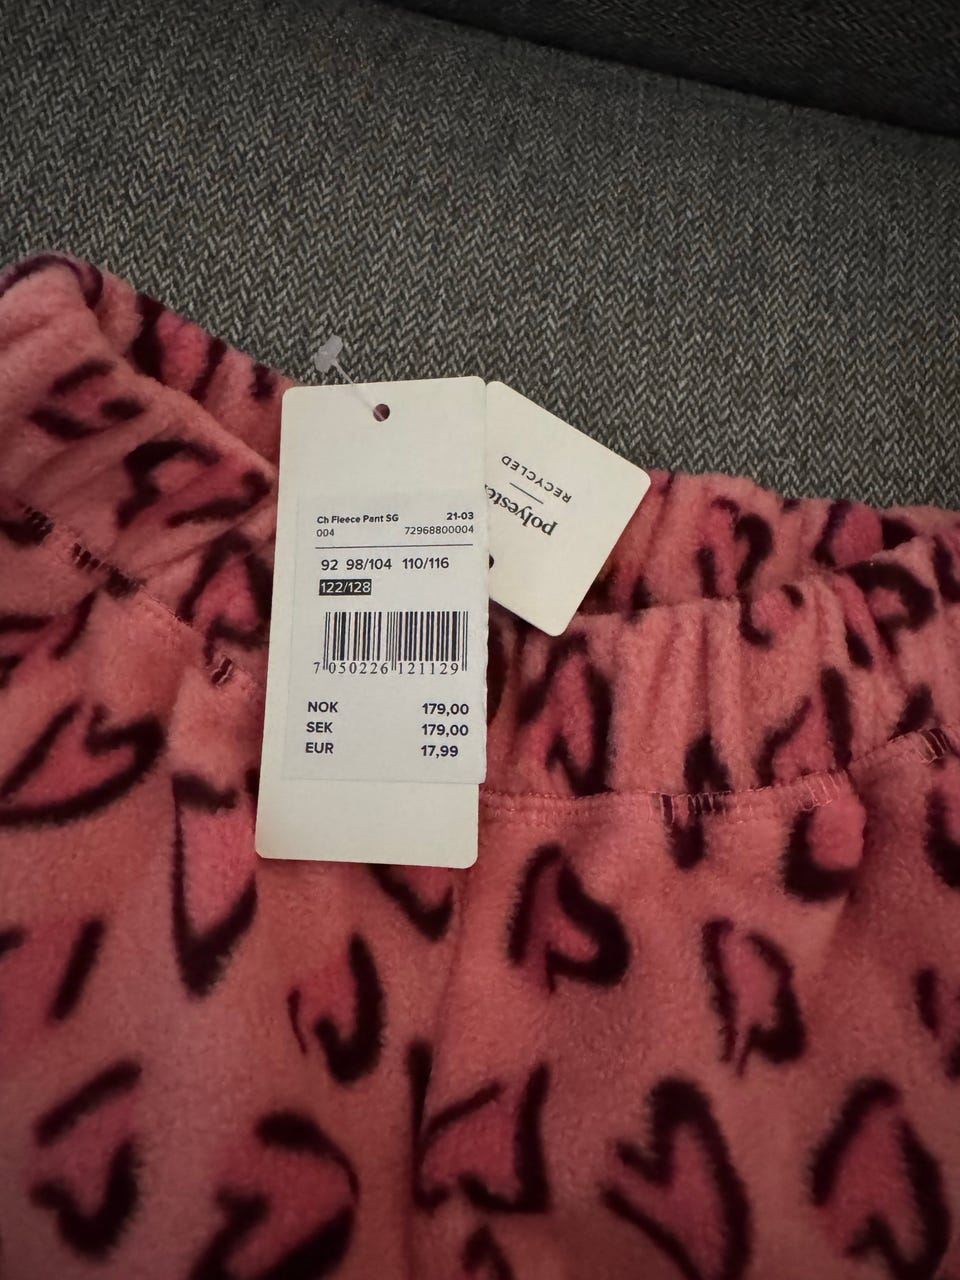 Ch Fleece Pant SG 21-03
004 72968800004
92 98/104 110/116
122/128
7 050226 121129
NOK 179,00
SEK 179,00
EUR 17,99
polyester
RECYCLED